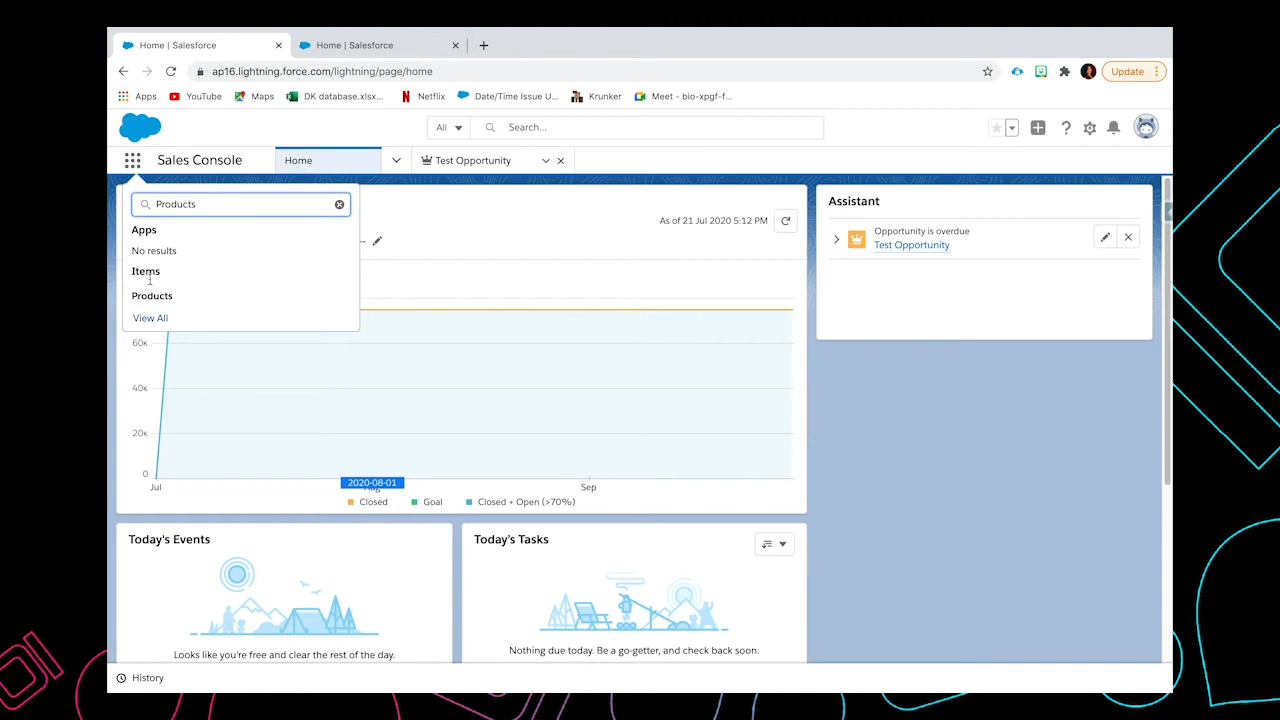 Home | Salesforce
Home | Salesforce
ap16.lightning.force.com/lightning/page/home
Update
Apps
YouTube
Maps
DK database.xlsx...
Netflix
Date/Time Issue U...
Krunker
Meet - bio-xpgf-f...
All
Search...
Sales Console
Home
Test Opportunity
Products
Apps
No results
Items
Products
View All
As of 21 Jul 2020 5:12 PM
60K
40K
20K
0
Jul
2020-08-01
Sep
Closed
Goal
Closed + Open (>70%)
Assistant
Opportunity is overdue
Test Opportunity
Today's Events
Looks like you're free and clear the rest of the day.
Today's Tasks
Nothing due today. Be a go-getter, and check back soon.
History